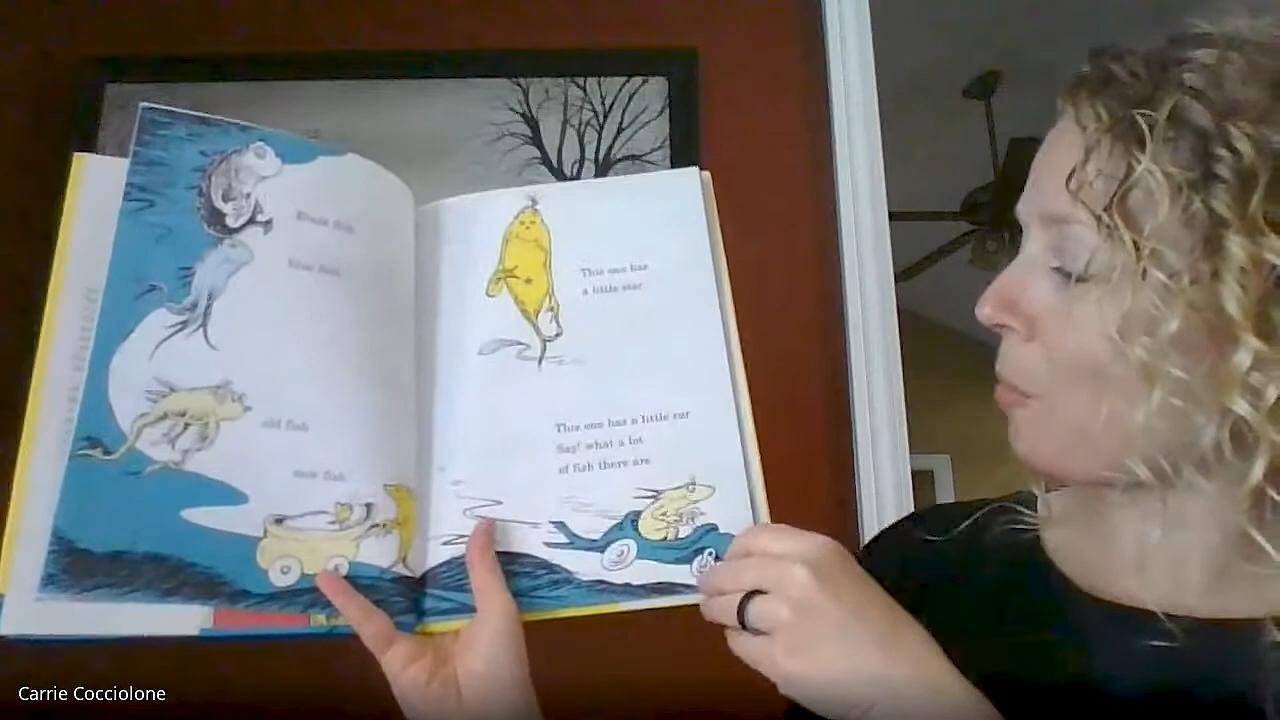 Black fish
blue fish
old fish
new fish
This one has
a little star.
This one has a little car
Say! what a lot
of fish there are
Carrie Cocciolone